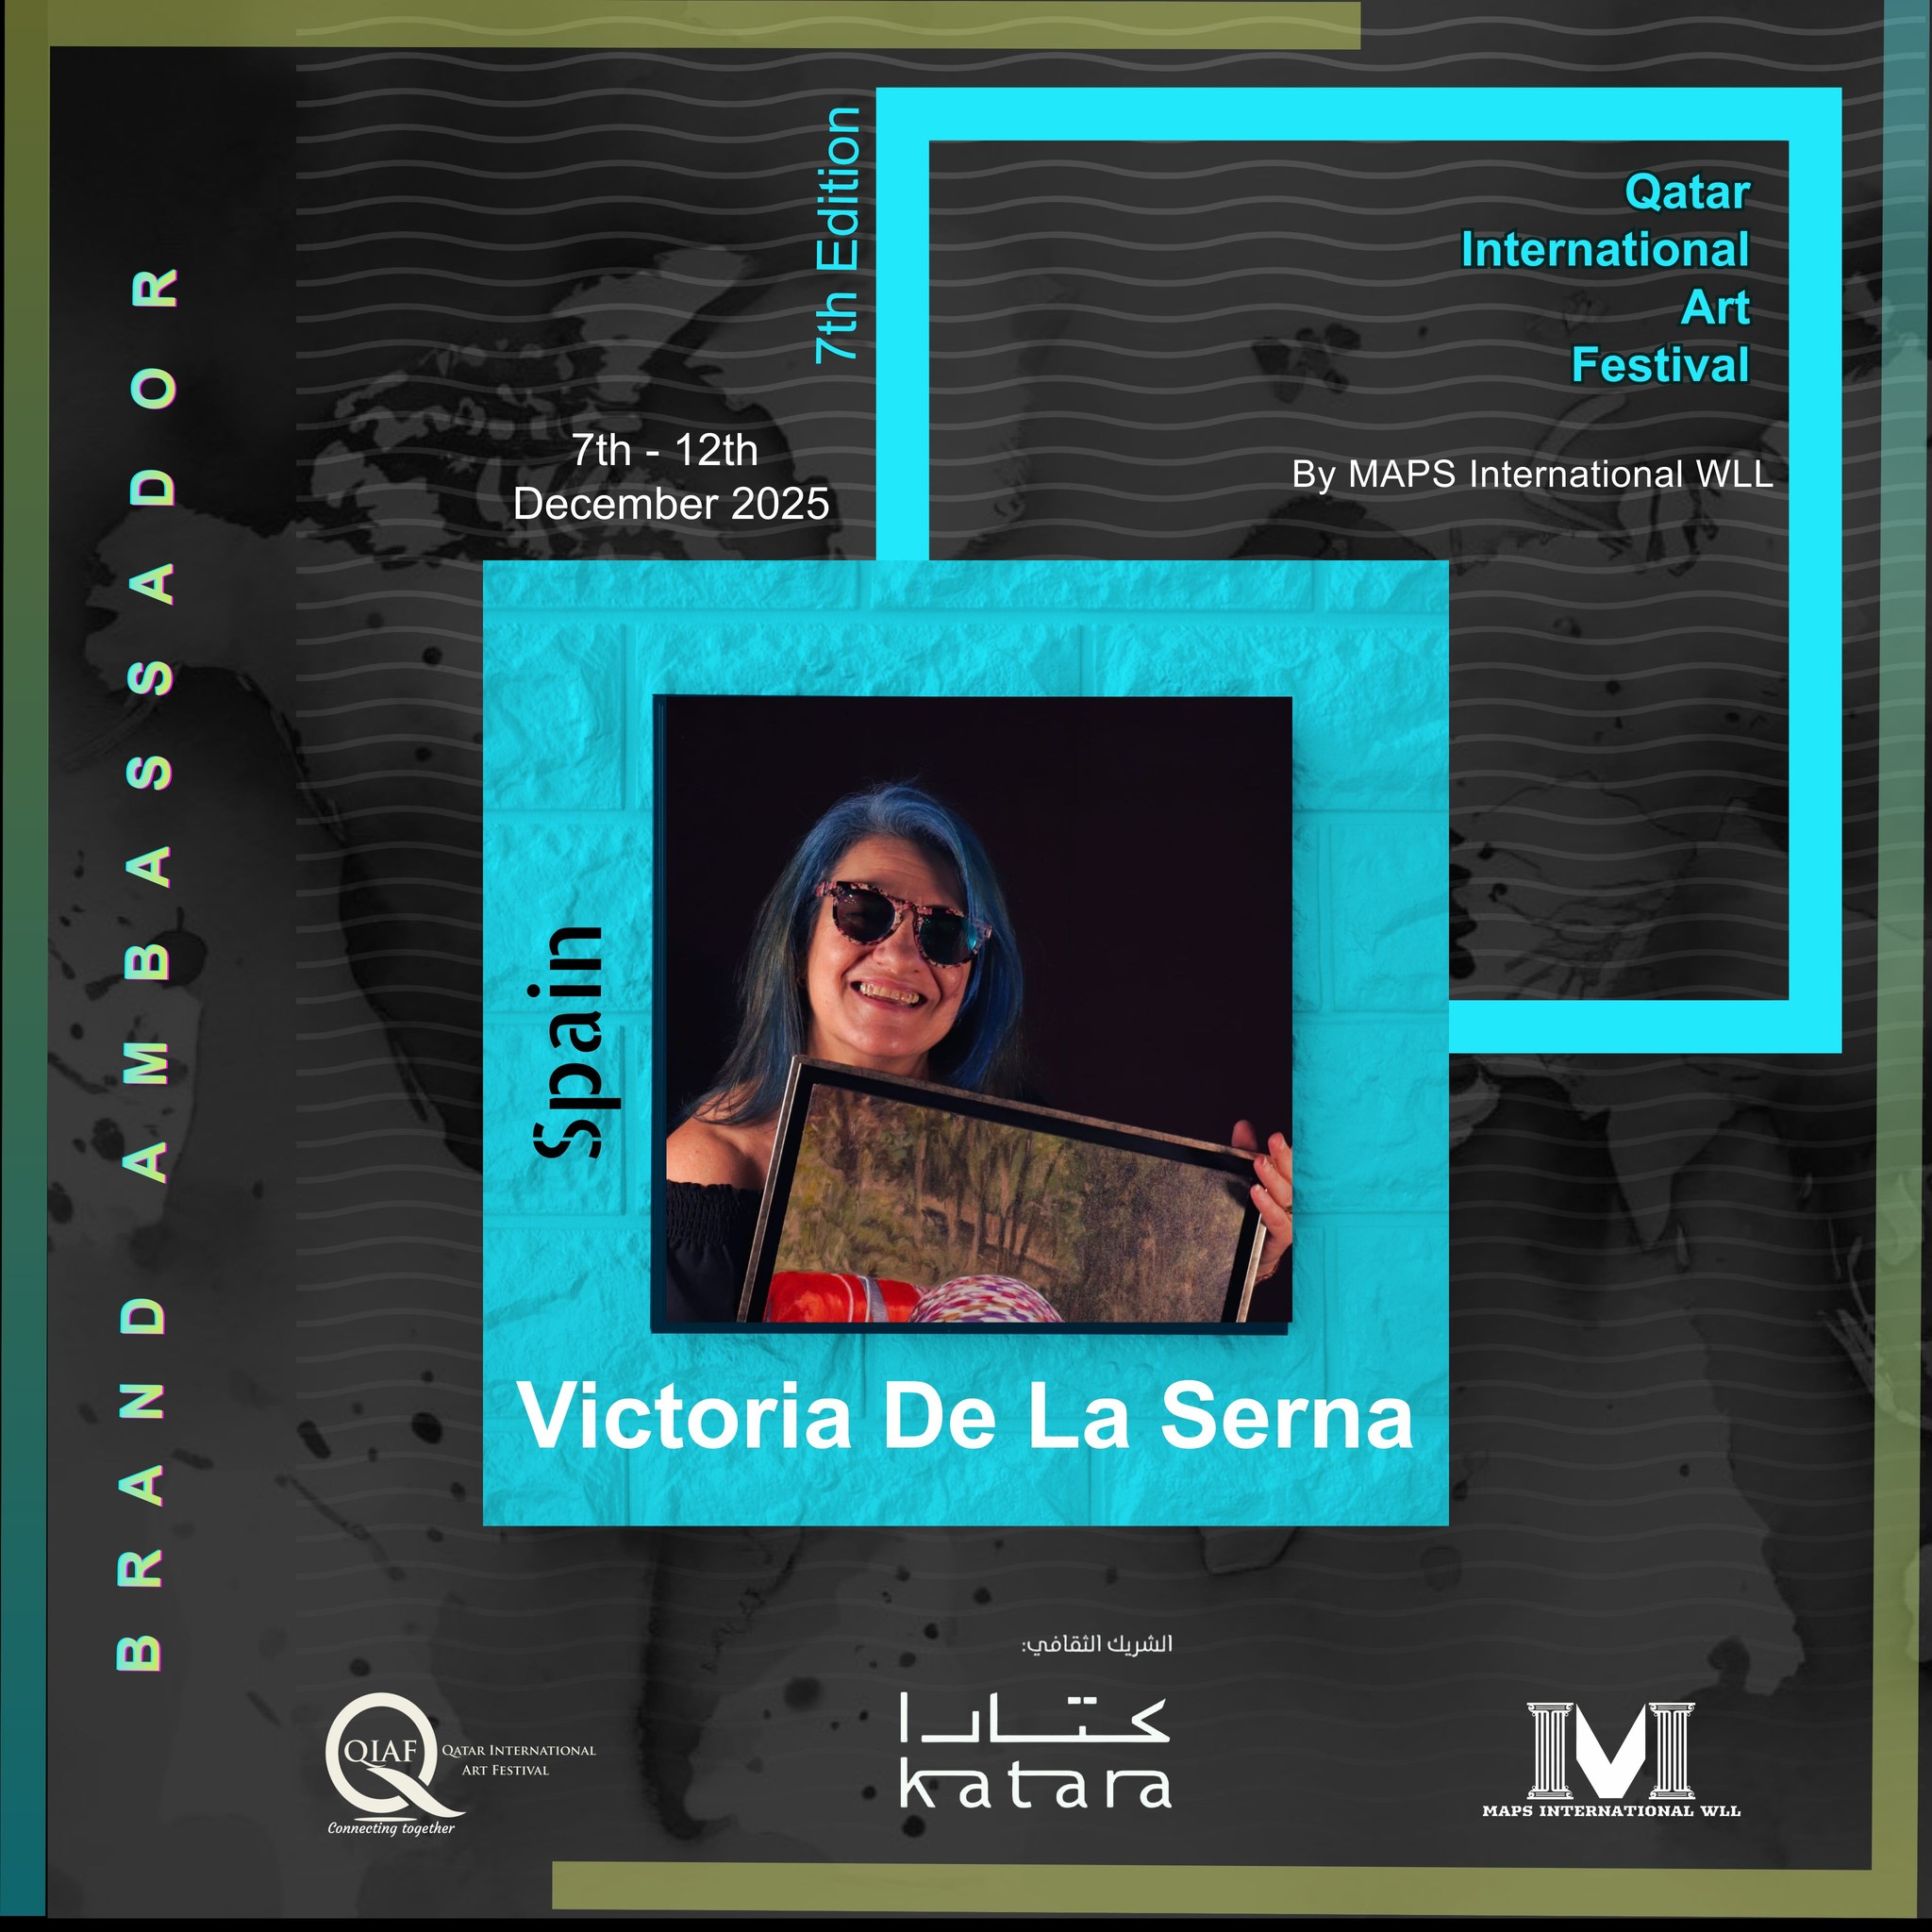 BRAND AMBASSADOR
7th Edition
Qatar
International
Art
Festival
7th - 12th
December 2025
By MAPS International WLL
Spain
Victoria De La Serna
الشريك الثقافي:
QIAF
QATAR INTERNATIONAL
ART FESTIVAL
Connecting together
كتارا
katara
M
MAPS INTERNATIONAL WLL